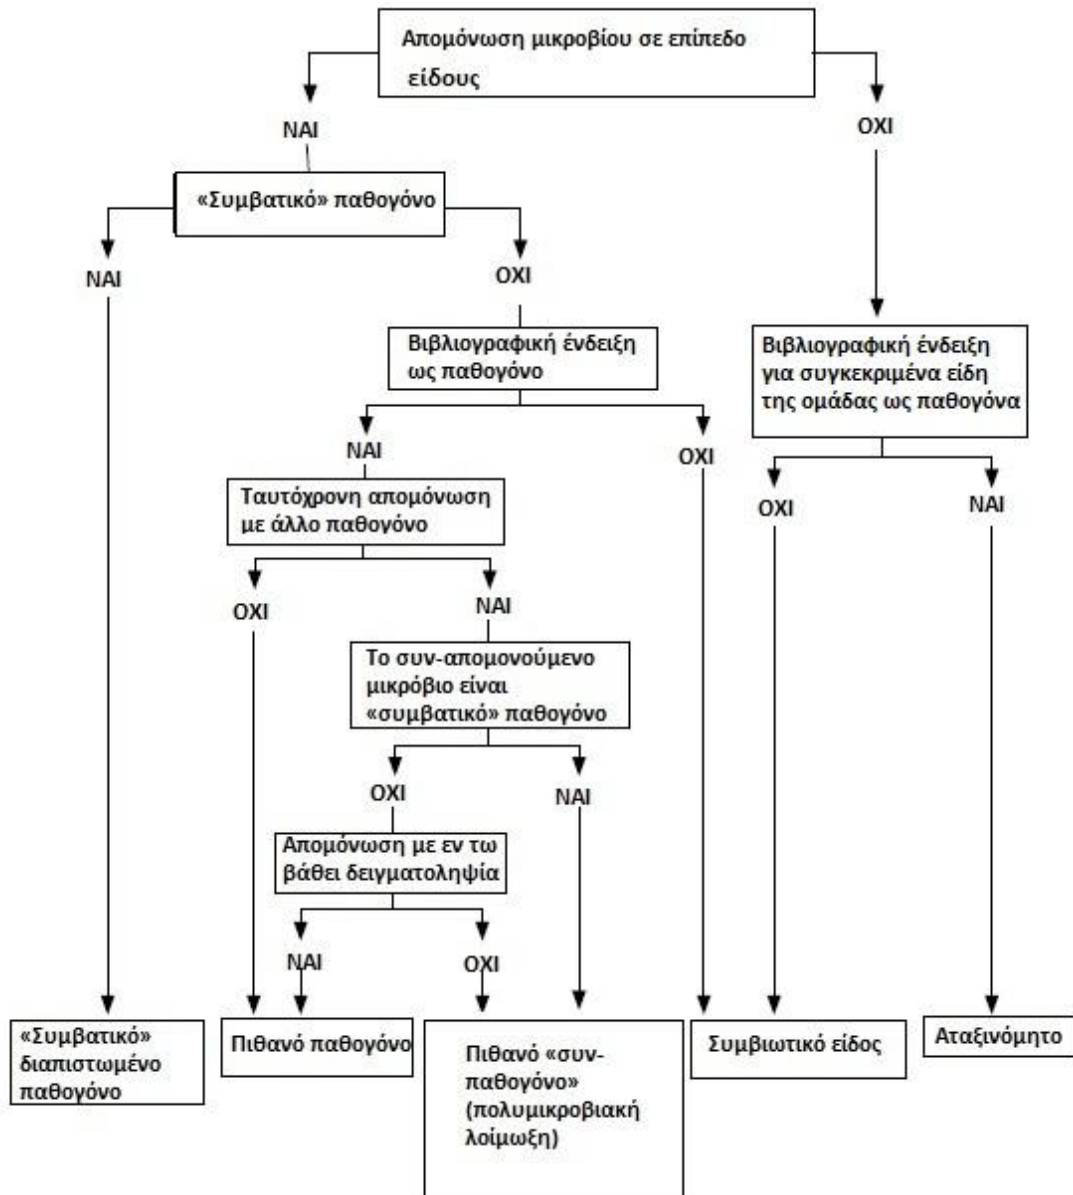 Απομόνωση μικροβίου σε επίπεδο
είδους
ΝΑΙ
ΟΧΙ
«Συμβατικό» παθογόνο
ΝΑΙ
ΟΧΙ
Βιβλιογραφική ένδειξη
ως παθογόνο
Βιβλιογραφική ένδειξη
για συγκεκριμένα είδη
της ομάδας ως παθογόνα
ΝΑΙ
ΟΧΙ
ΟΧΙ
ΝΑΙ
Ταυτόχρονη απομόνωση
με άλλο παθογόνο
ΟΧΙ
ΝΑΙ
Το συν-απομονούμενο
μικρόβιο είναι
«συμβατικό» παθογόνο
ΟΧΙ
ΝΑΙ
Απομόνωση με εν τω
βάθει δειγματοληψία
ΝΑΙ
ΟΧΙ
«Συμβατικό»
διαπιστωμένο
παθογόνο
Πιθανό παθογόνο
Πιθανό «συν-
παθογόνο»
(πολυμικροβιακή
λοίμωξη)
Συμβιωτικό είδος
Αταξινόμητο